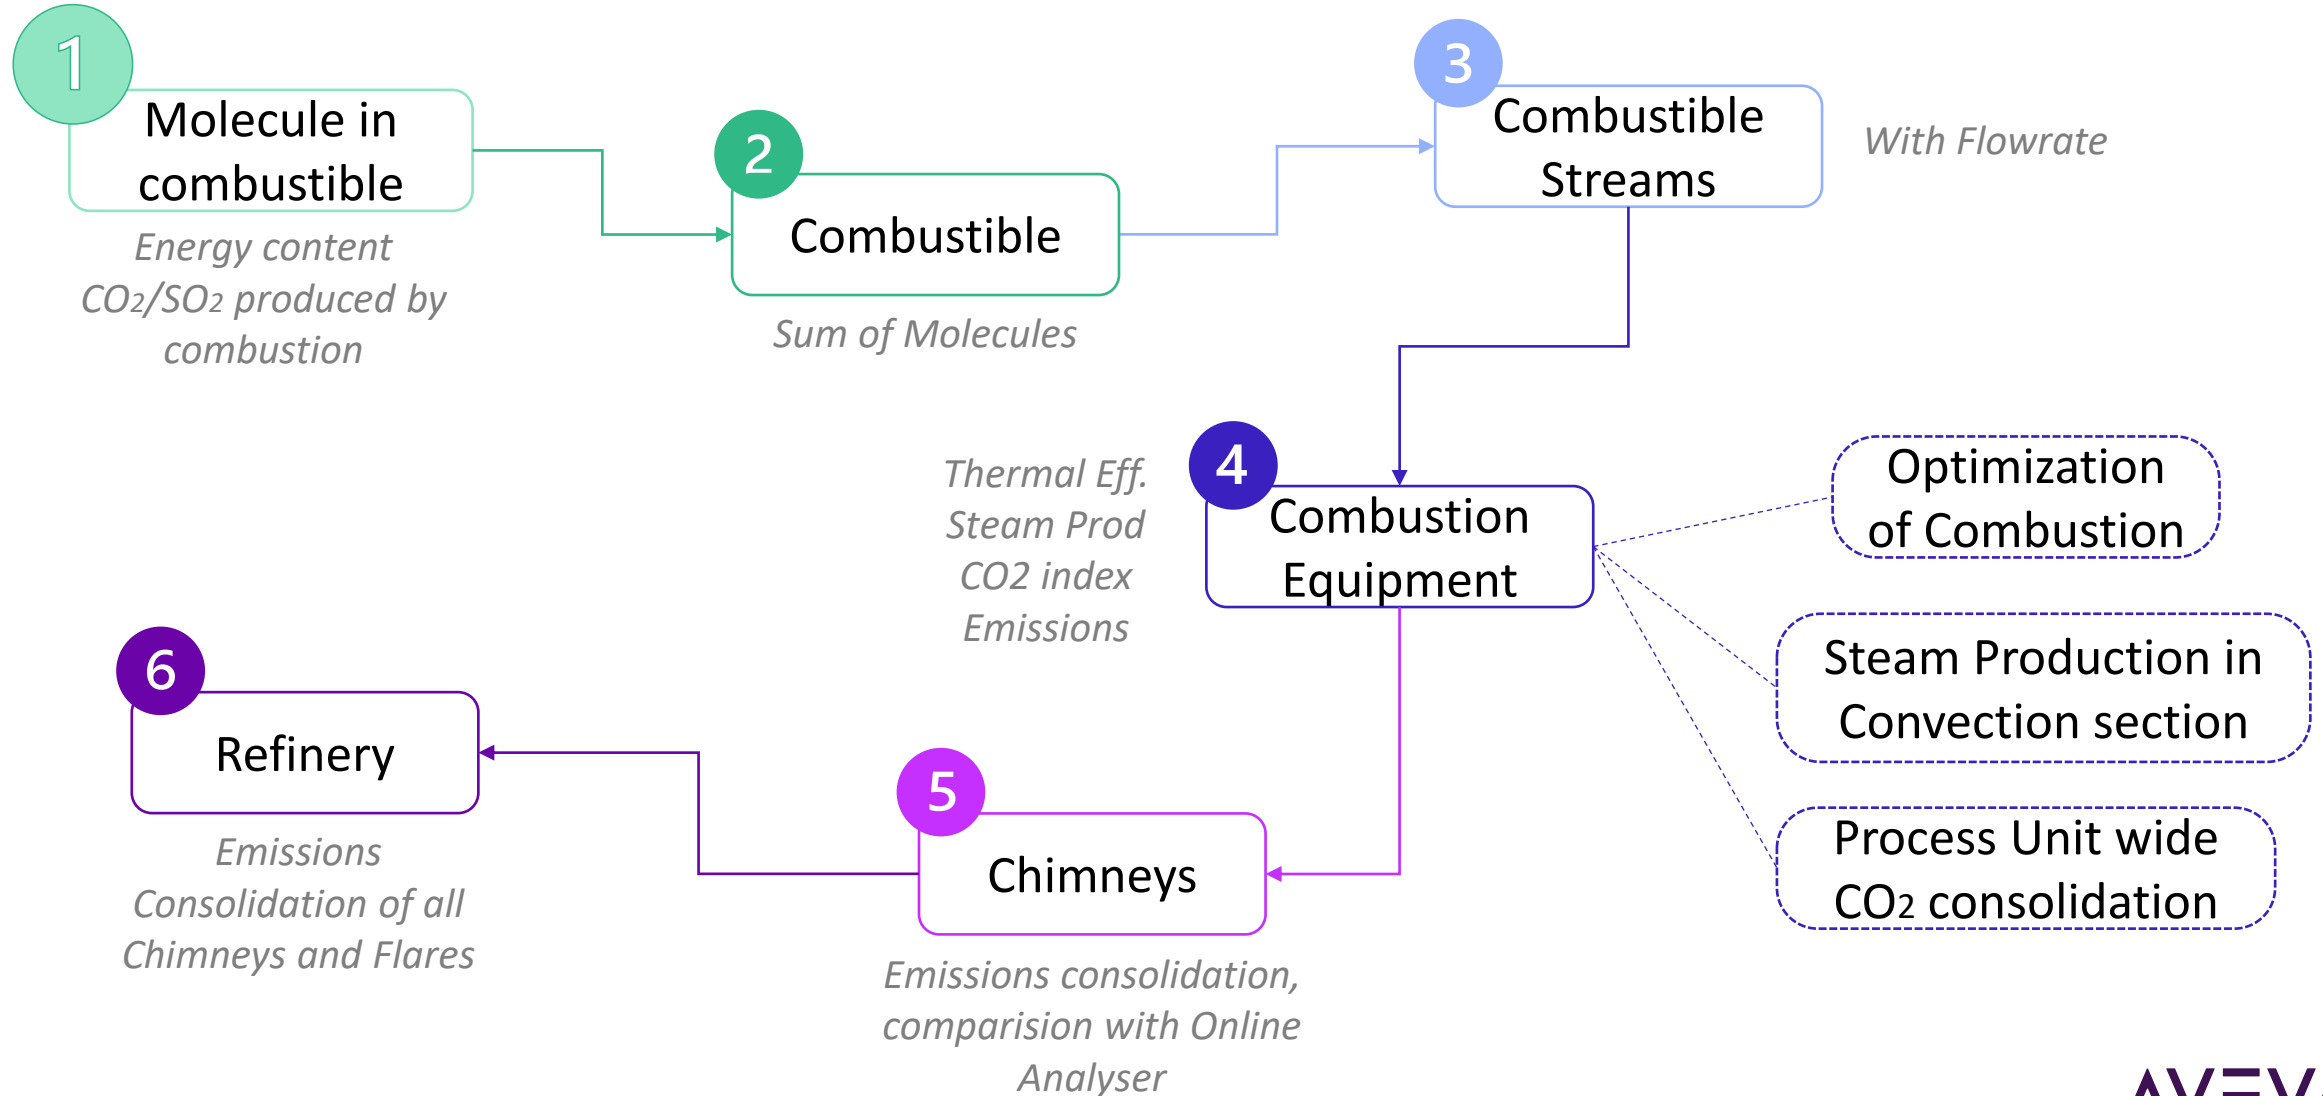 1
Molecule in
combustible
Energy content
CO2/SO2 produced by
combustion
2
Combustible
Sum of Molecules
3
Combustible
Streams
With Flowrate
4
Combustion
Equipment
Thermal Eff.
Steam Prod
CO2 index
Emissions
Optimization
of Combustion
Steam Production in
Convection section
Process Unit wide
CO2 consolidation
5
Chimneys
Emissions consolidation,
comparision with Online
Analyser
6
Refinery
Emissions
Consolidation of all
Chimneys and Flares